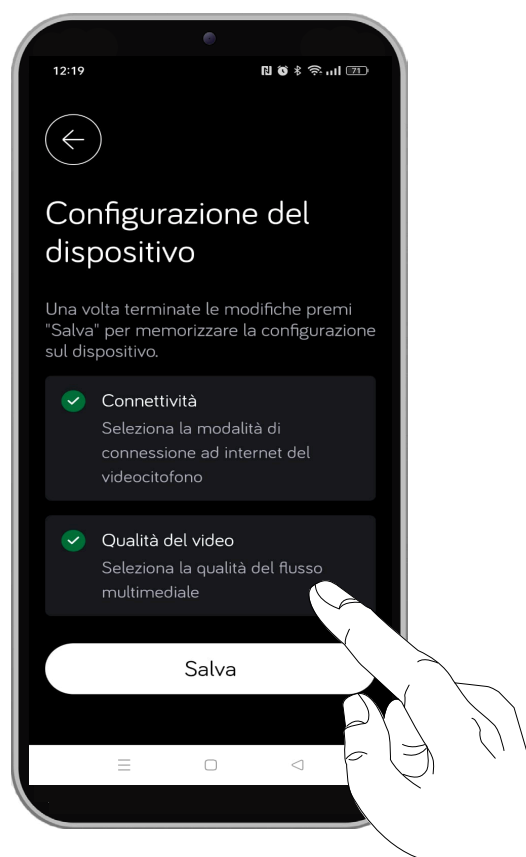 12:19
71
Configurazione del
dispositivo
Una volta terminate le modifiche premi
"Salva" per memorizzare la configurazione
sul dispositivo.
Connettività
Seleziona la modalità di
connessione ad internet del
videocitofono
Qualità del video
Seleziona la qualità del flusso
multimediale
Salva